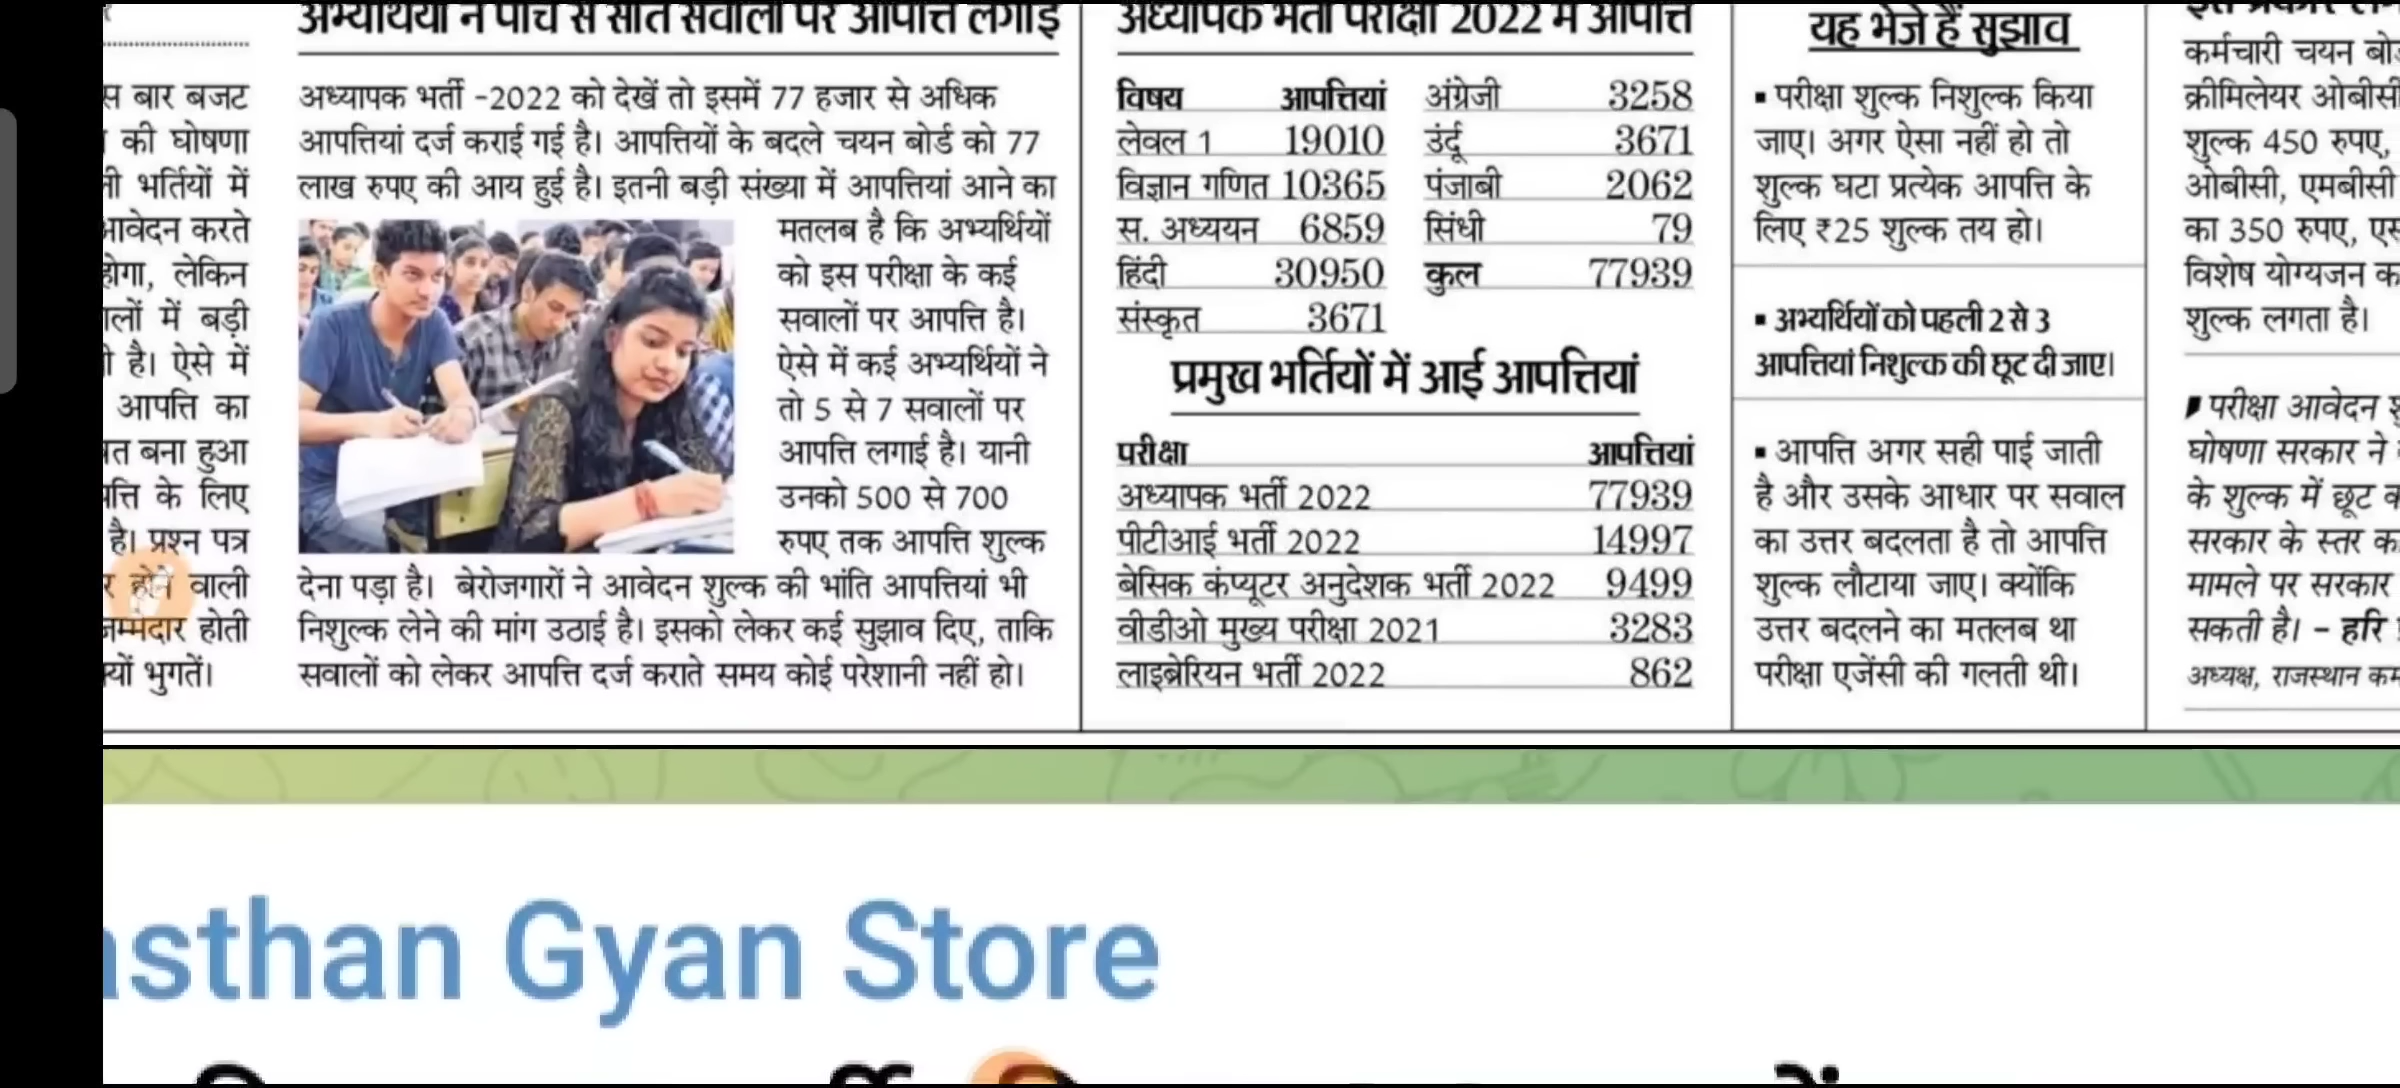 स बार बजट
की घोषणा
भर्तियों में
आवेदन करते
होगा, लेकिन
में बड़ी
है। ऐसे में
आपत्ति का
बना हुआ
के लिए
है। प्रश्न पत्र
होने वाली
होती
भुगतें।
अभ्यर्थियों ने पांच से सात सवालों पर आपत्ति लगाई
अध्यापक भर्ती -2022 को देखें तो इसमें 77 हजार से अधिक
आपत्तियां दर्ज कराई गई है। आपत्तियों के बदले चयन बोर्ड को 77
लाख रुपए की आय हुई है। इतनी बड़ी संख्या में आपत्तियां आने का
मतलब है कि अभ्यर्थियों
को इस परीक्षा के कई
सवालों पर आपत्ति है।
ऐसे में कई अभ्यर्थियों ने
तो 5 से 7 सवालों पर
आपत्ति लगाई है। यानी
उनको 500 से 700
रुपए तक आपत्ति शुल्क
देना पड़ा है। बेरोजगारों ने आवेदन शुल्क की भांति आपत्तियां भी
निशुल्क लेने की मांग उठाई है। इसको लेकर कई सुझाव दिए, ताकि
सवालों को लेकर आपत्ति दर्ज कराते समय कोई परेशानी नहीं हो।
अध्यापक भर्ती परीक्षा 2022 में आपत्ति
विषय आपत्तियां
लेवल 1 19010
विज्ञान गणित 10365
स. अध्ययन 6859
हिंदी 30950
संस्कृत 3671
अंग्रेजी 3258
उर्दू 3671
पंजाबी 2062
सिंधी 79
कुल 77939
प्रमुख भर्तियों में आई आपत्तियां
परीक्षा आपत्तियां
अध्यापक भर्ती 2022 77939
पीटीआई भर्ती 2022 14997
बेसिक कंप्यूटर अनुदेशक भर्ती 2022 9499
वीडीओ मुख्य परीक्षा 2021 3283
लाइब्रेरियन भर्ती 2022 862
यह भेजे हैं सुझाव
▪ परीक्षा शुल्क निशुल्क किया
जाए। अगर ऐसा नहीं हो तो
शुल्क घटा प्रत्येक आपत्ति के
लिए ₹25 शुल्क तय हो।
▪ अभ्यर्थियों को पहली 2 से 3
आपत्तियां निशुल्क की छूट दी जाए।
▪ आपत्ति अगर सही पाई जाती
है और उसके आधार पर सवाल
का उत्तर बदलता है तो आपत्ति
शुल्क लौटाया जाए। क्योंकि
उत्तर बदलने का मतलब था
परीक्षा एजेंसी की गलती थी।
कर्मचारी चयन
क्रीमिलेयर ओबीसी
शुल्क 450 रुपए,
ओबीसी, एमबीसी
का 350 रुपए,
विशेष योग्यजन
शुल्क लगता है।
परीक्षा आवेदन
घोषणा सरकार ने
के शुल्क में छूट
सरकार के स्तर
मामले पर सरकार
सकती है। – हरि
अध्यक्ष, राजस्थान
asthan Gyan Store